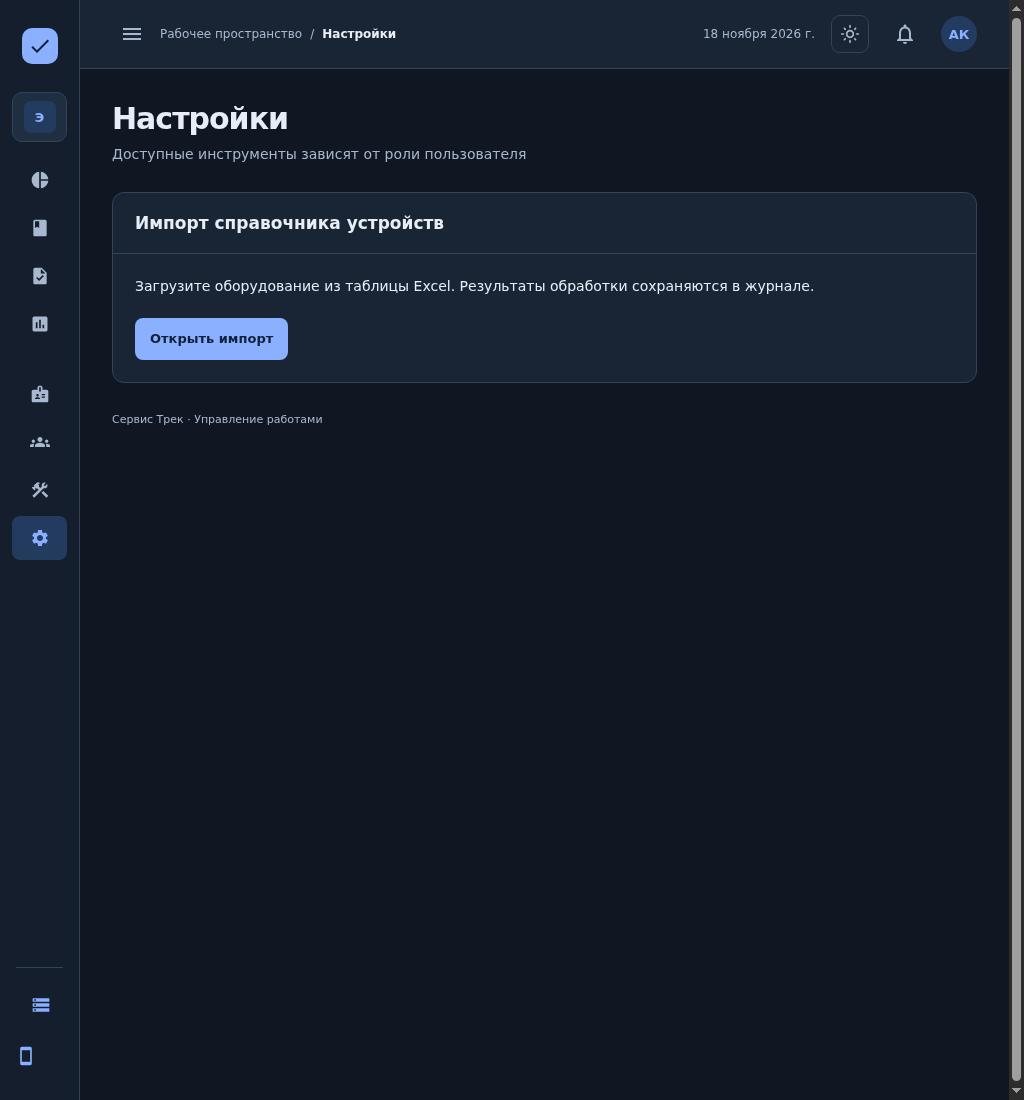 Рабочее пространство / Настройки
18 ноября 2026 г.
АК
Э
Настройки
Доступные инструменты зависят от роли пользователя
Импорт справочника устройств
Загрузите оборудование из таблицы Excel. Результаты обработки сохраняются в журнале.
Открыть импорт
Сервис Трек · Управление работами